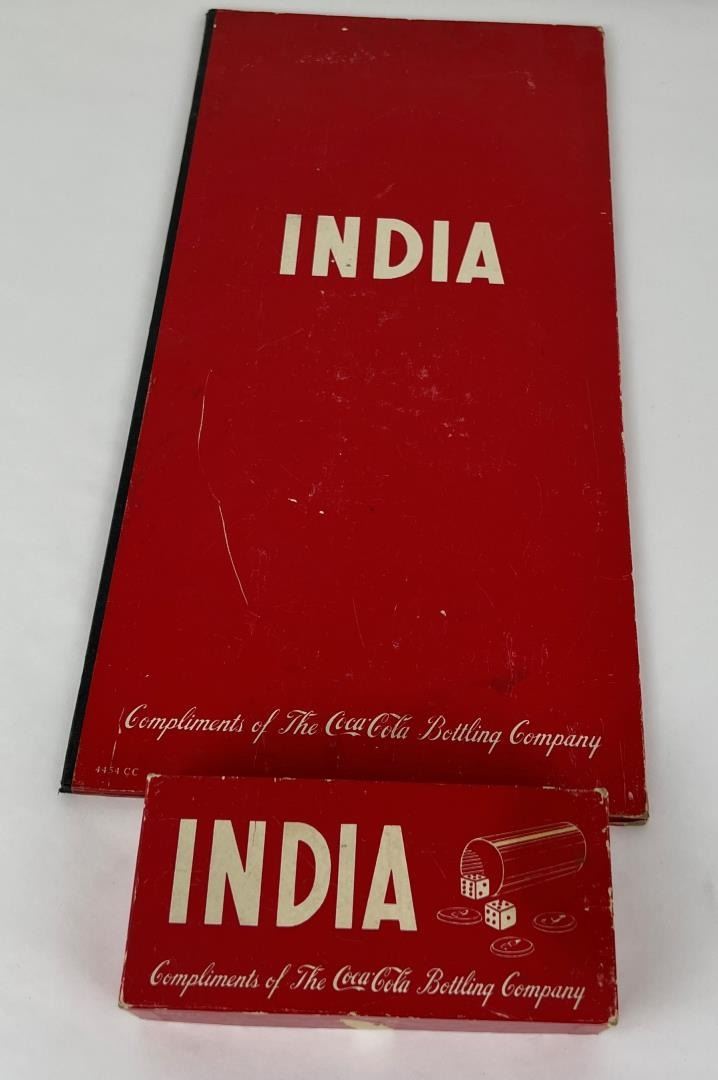 INDIA
Compliments of The Coca-Cola Bottling Company
4454 CC
INDIA
Compliments of The Coca-Cola Bottling Company